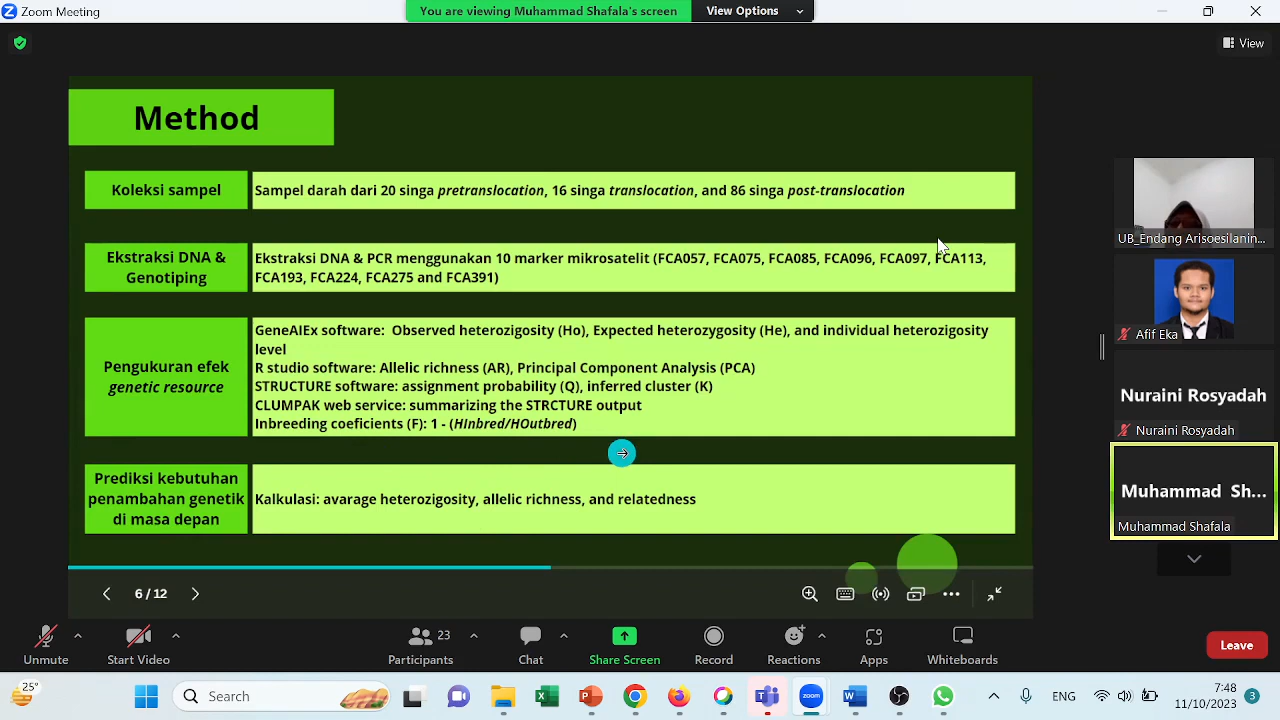 Zoom Meeting
You are viewing Muhammad Shafala's screen
View Options
View
Method
Koleksi sampel
Sampel darah dari 20 singa pretranslocation, 16 singa translocation, and 86 singa post-translocation
Ekstraksi DNA &
Genotiping
Ekstraksi DNA & PCR menggunakan 10 marker mikrosatelit (FCA057, FCA075, FCA085, FCA096, FCA097, FCA113,
FCA193, FCA224, FCA275 and FCA391)
Pengukuran efek
genetic resource
GeneAlEx software: Observed heterozigosity (Ho), Expected heterozygosity (He), and individual heterozigosity
level
R studio software: Allelic richness (AR), Principal Component Analysis (PCA)
STRUCTURE software: assignment probability (Q), inferred cluster (K)
CLUMPAK web service: summarizing the STRCTURE output
Inbreeding coeficients (F): 1 - (HInbred/HOutbred)
Prediksi kebutuhan
penambahan genetik
di masa depan
Kalkulasi: avarage heterozigosity, allelic richness, and relatedness
6 / 12
UB_Endang Arisoesilanin...
Afif Eka
Nuraini Rosyadah
Nuraini Rosyadah
Muhammad Sh...
Muhammad Shafala
Unmute
Start Video
23
Participants
Chat
Share Screen
Record
Reactions
Apps
Whiteboards
Leave
25°
Search
zoom
ENG
7:48
11/10/2023
3